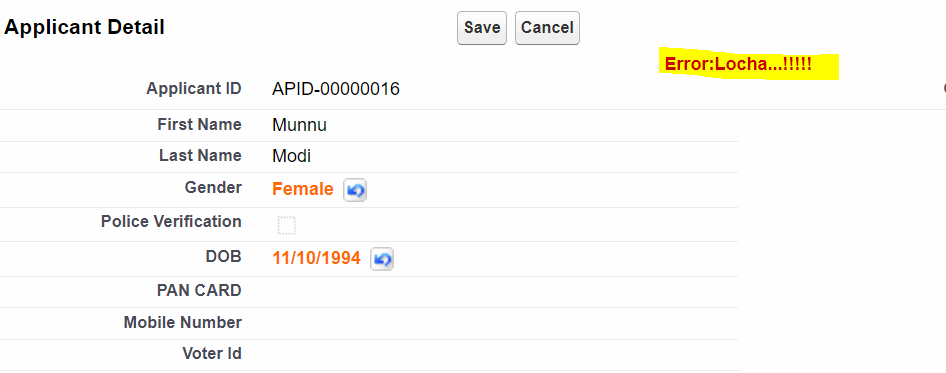 Applicant Detail
Save
Cancel
Error:Locha...!!!!!
Applicant ID APID-00000016
First Name Munnu
Last Name Modi
Gender Female
Police Verification
DOB 11/10/1994
PAN CARD
Mobile Number
Voter Id